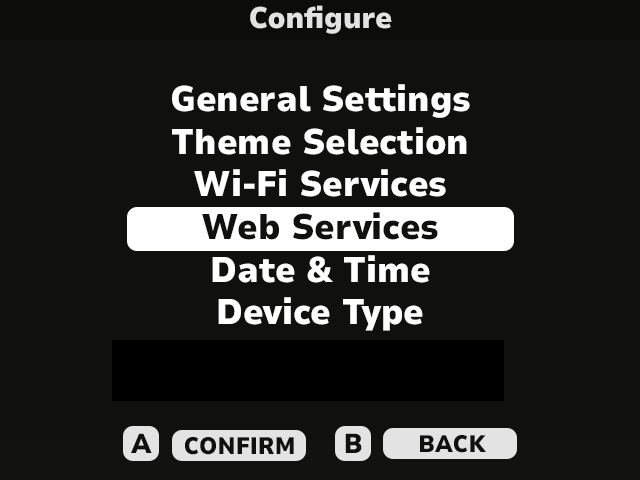 Configure
General Settings
Theme Selection
Wi-Fi Services
Web Services
Date & Time
Device Type
A CONFIRM B BACK